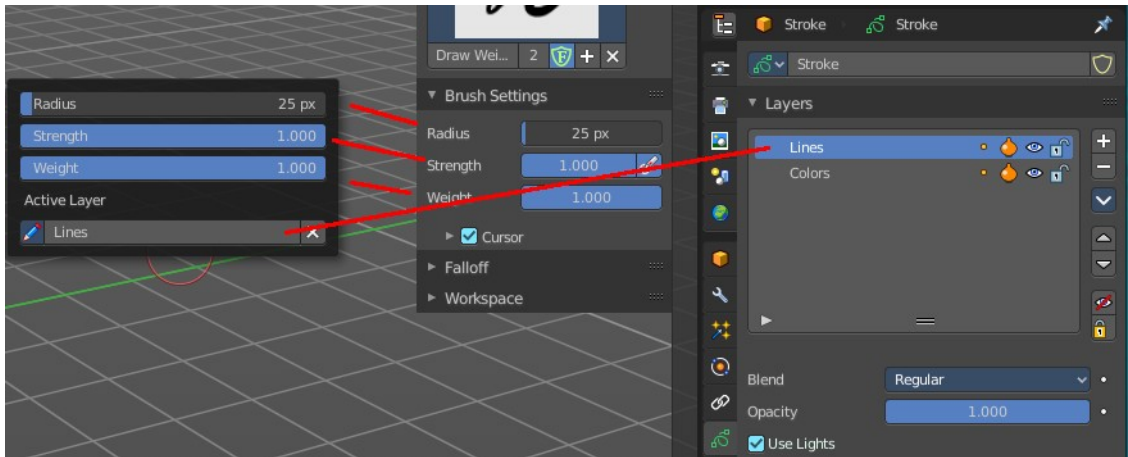 Radius 25 px
Strength 1.000
Weight 1.000
Active Layer
Lines
Draw Wei... 2 F
Brush Settings
Radius 25 px
Strength 1.000
Weight 1.000
Cursor
Falloff
Workspace
Stroke Stroke
Stroke
Layers
Lines
Colors
Blend Regular
Opacity 1.000
Use Lights